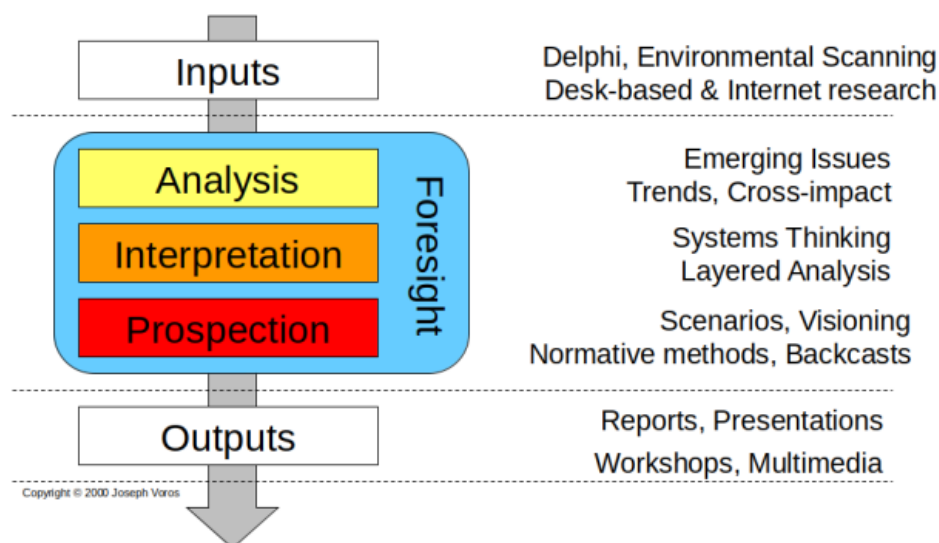 Inputs
Delphi, Environmental Scanning
Desk-based & Internet research
Foresight
Analysis
Emerging Issues
Trends, Cross-impact
Interpretation
Systems Thinking
Layered Analysis
Prospection
Scenarios, Visioning
Normative methods, Backcasts
Outputs
Reports, Presentations
Workshops, Multimedia
Copyright © 2000 Joseph Voros